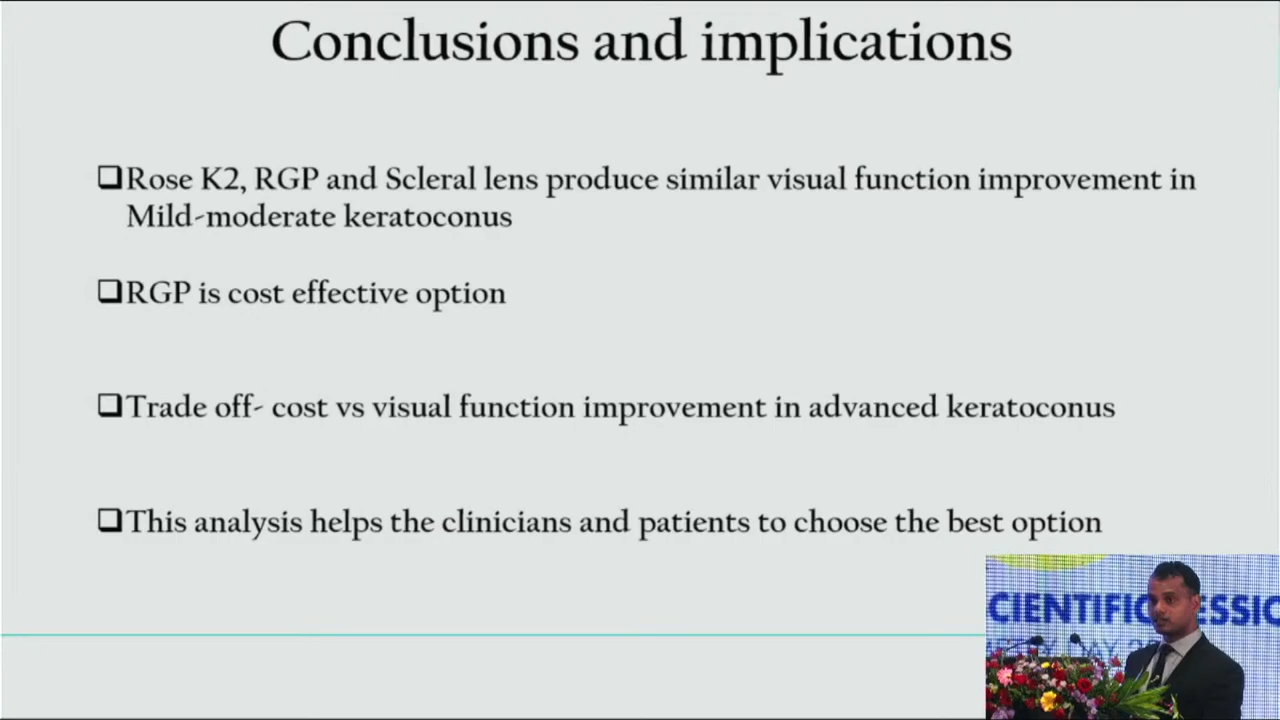 Conclusions and implications
Rose K2, RGP and Scleral lens produce similar visual function improvement in
Mild-moderate keratoconus
RGP is cost effective option
Trade off- cost vs visual function improvement in advanced keratoconus
This analysis helps the clinicians and patients to choose the best option
CIENTIFIC ESSIO
DAY